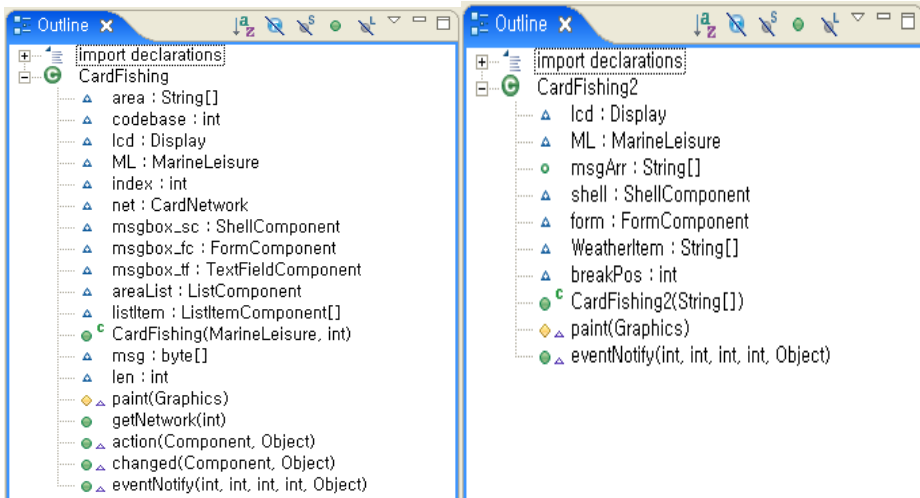 Outline
import declarations
CardFishing
area : String[]
codebase : int
lcd : Display
ML : MarineLeisure
index : int
net : CardNetwork
msgbox_sc : ShellComponent
msgbox_fc : FormComponent
msgbox_tf : TextFieldComponent
areaList : ListComponent
listItem : ListItemComponent[]
CardFishing(MarineLeisure, int)
msg : byte[]
len : int
paint(Graphics)
getNetwork(int)
action(Component, Object)
changed(Component, Object)
eventNotify(int, int, int, int, Object)
Outline
import declarations
CardFishing2
lcd : Display
ML : MarineLeisure
msgArr : String[]
shell : ShellComponent
form : FormComponent
WeatherItem : String[]
breakPos : int
CardFishing2(String[])
paint(Graphics)
eventNotify(int, int, int, int, Object)